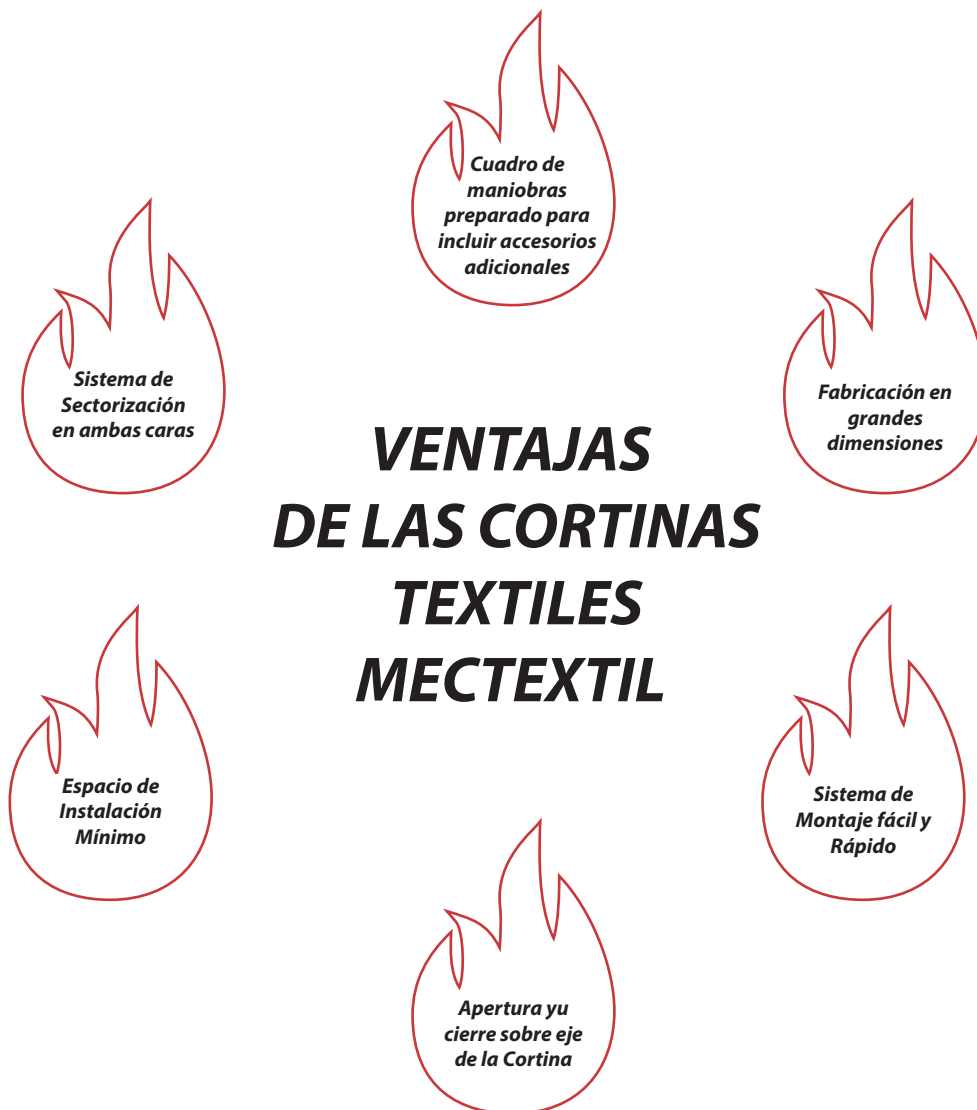 Cuadro de
maniobras
preparado para
incluir accesorios
adicionales
Sistema de
Sectorización
en ambas caras
Fabricación en
grandes
dimensiones
VENTAJAS
DE LAS CORTINAS
TEXTILES
MECTEXTIL
Espacio de
Instalación
Mínimo
Sistema de
Montaje fácil y
Rápido
Apertura yu
cierre sobre eje
de la Cortina